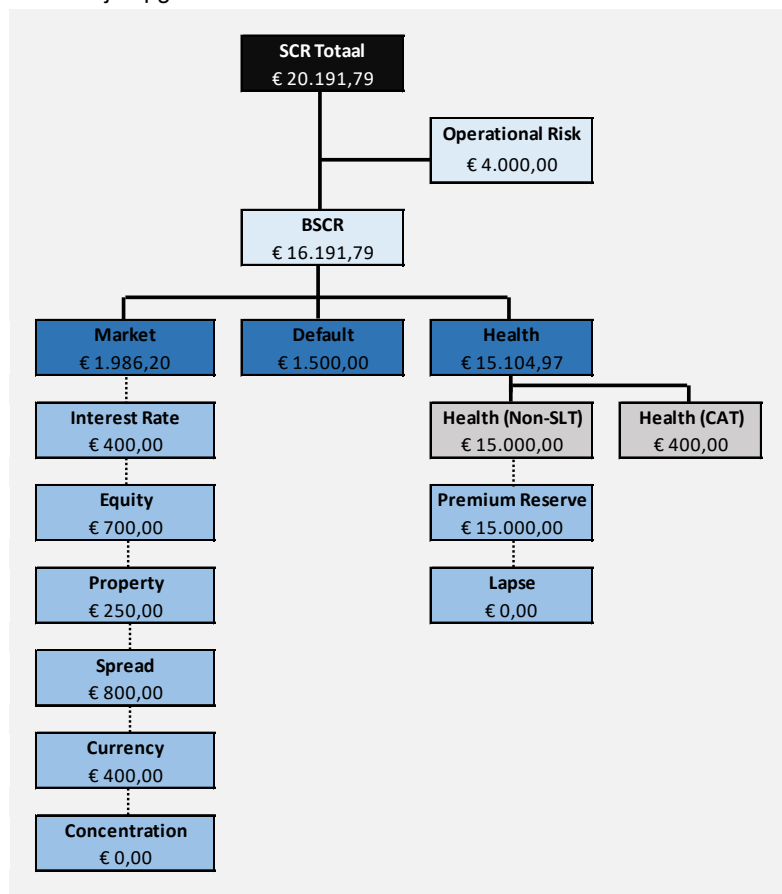 SCR Totaal
€ 20.191,79
Operational Risk
€ 4.000,00
BSCR
€ 16.191,79
Market
€ 1.986,20
Default
€ 1.500,00
Health
€ 15.104,97
Interest Rate
€ 400,00
Health (Non-SLT)
€ 15.000,00
Health (CAT)
€ 400,00
Equity
€ 700,00
Premium Reserve
€ 15.000,00
Property
€ 250,00
Lapse
€ 0,00
Spread
€ 800,00
Currency
€ 400,00
Concentration
€ 0,00